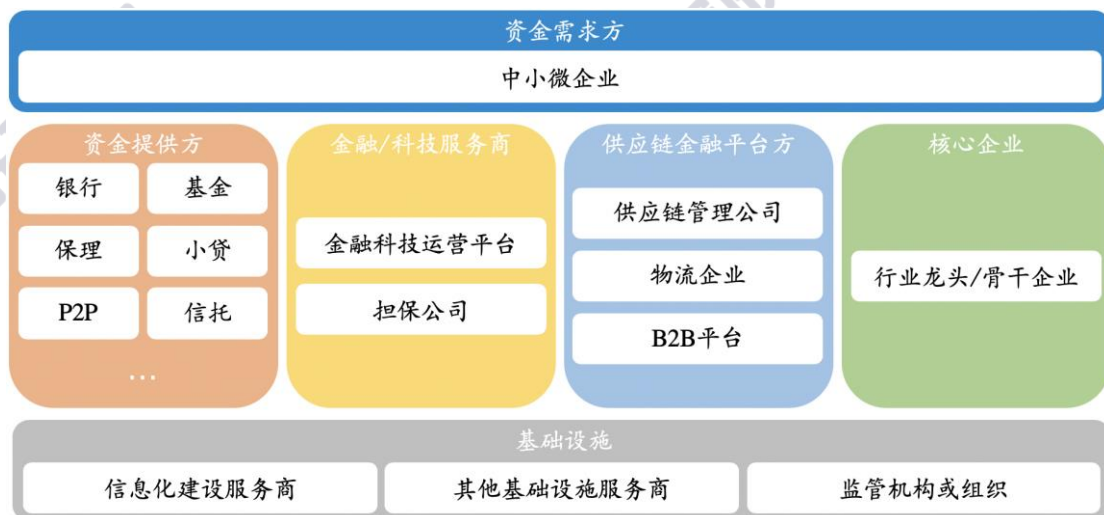 资金需求方
中小微企业
资金提供方
银行
基金
保理
小贷
P2P
信托
...
金融/科技服务商
金融科技运营平台
担保公司
供应链金融平台方
供应链管理公司
物流企业
B2B平台
核心企业
行业龙头/骨干企业
基础设施
信息化建设服务商
其他基础设施服务商
监管机构或组织